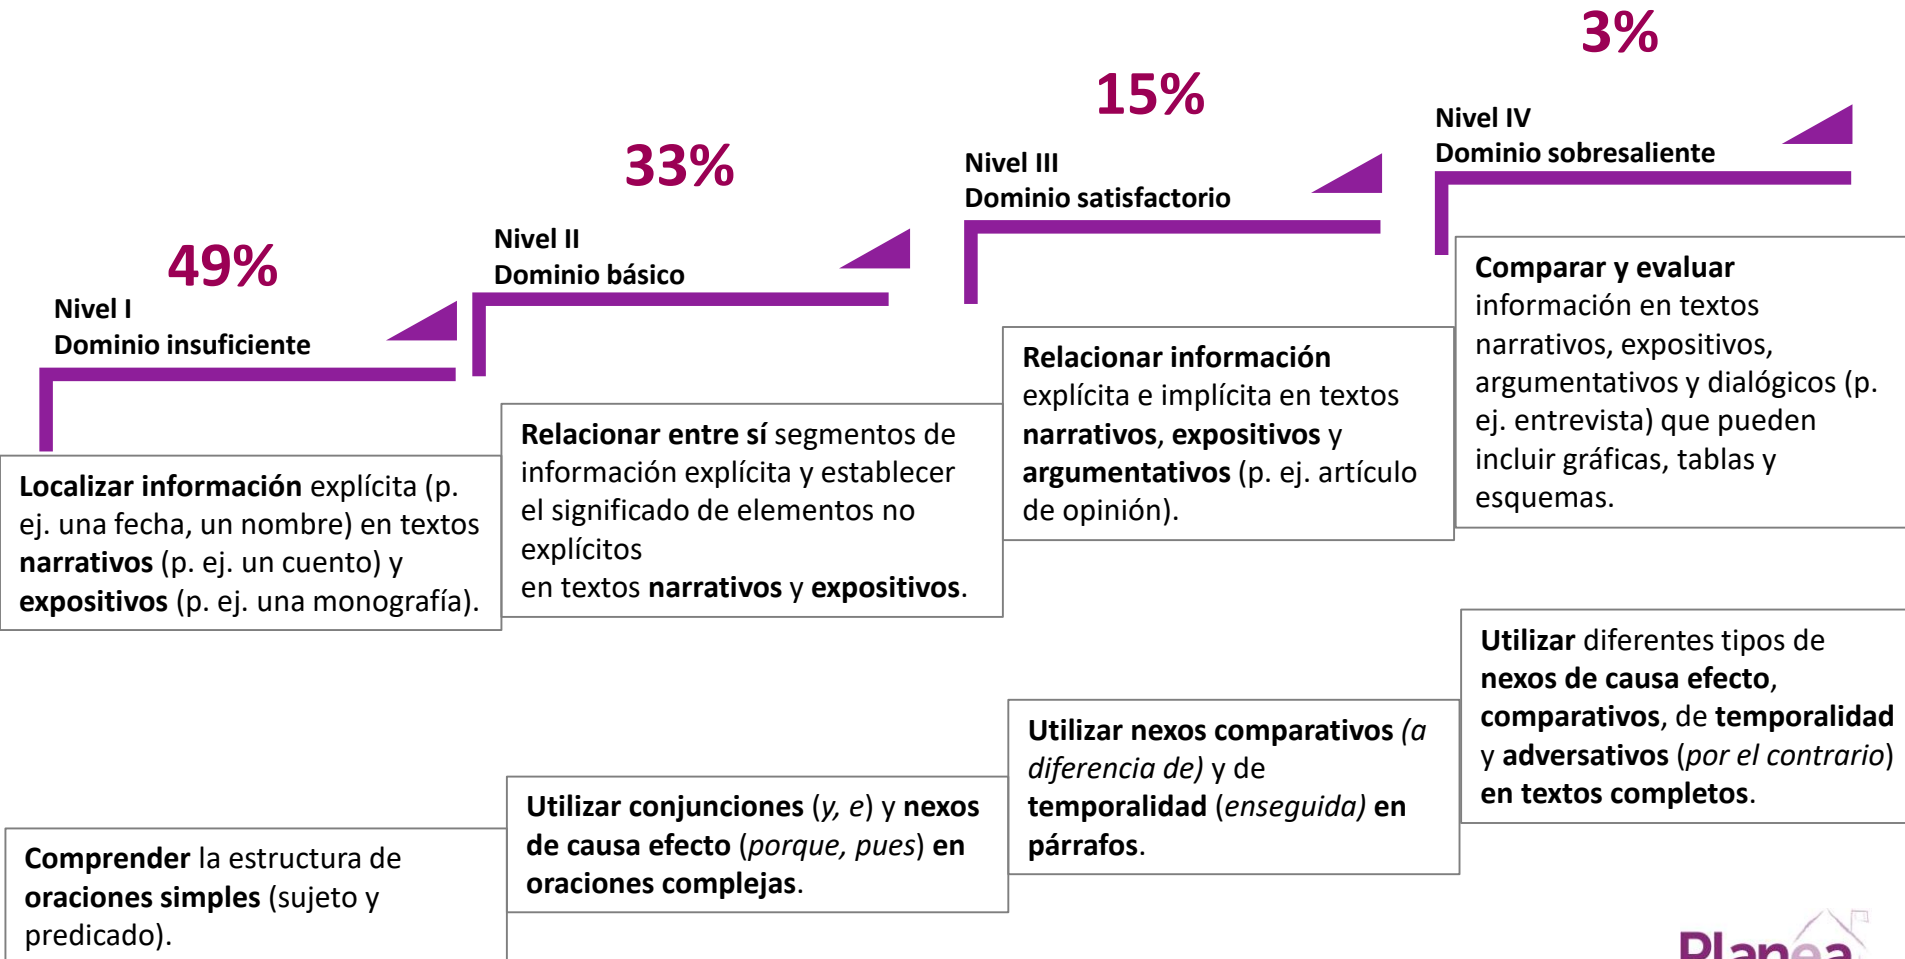 49%
Nivel I
Dominio insuficiente
Localizar información explícita (p.
ej. una fecha, un nombre) en textos
narrativos (p. ej. un cuento) y
expositivos (p. ej. una monografía).
Comprender la estructura de
oraciones simples (sujeto y
predicado).
33%
Nivel II
Dominio básico
Relacionar entre sí segmentos de
información explícita y establecer
el significado de elementos no
explícitos
en textos narrativos y expositivos.
Utilizar conjunciones (y, e) y nexos
de causa efecto (porque, pues) en
oraciones complejas.
15%
Nivel III
Dominio satisfactorio
Relacionar información
explícita e implícita en textos
narrativos, expositivos y
argumentativos (p. ej. artículo
de opinión).
Utilizar nexos comparativos (a
diferencia de) y de
temporalidad (enseguida) en
párrafos.
3%
Nivel IV
Dominio sobresaliente
Comparar y evaluar
información en textos
narrativos, expositivos,
argumentativos y dialógicos (p.
ej. entrevista) que pueden
incluir gráficas, tablas y
esquemas.
Utilizar diferentes tipos de
nexos de causa efecto,
comparativos, de temporalidad
y adversativos (por el contrario)
en textos completos.
Planea